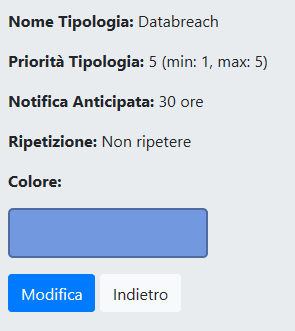 Nome Tipologia: Databreach
Priorità Tipologia: 5 (min: 1, max: 5)
Notifica Anticipata: 30 ore
Ripetizione: Non ripetere
Colore:
Modifica Indietro